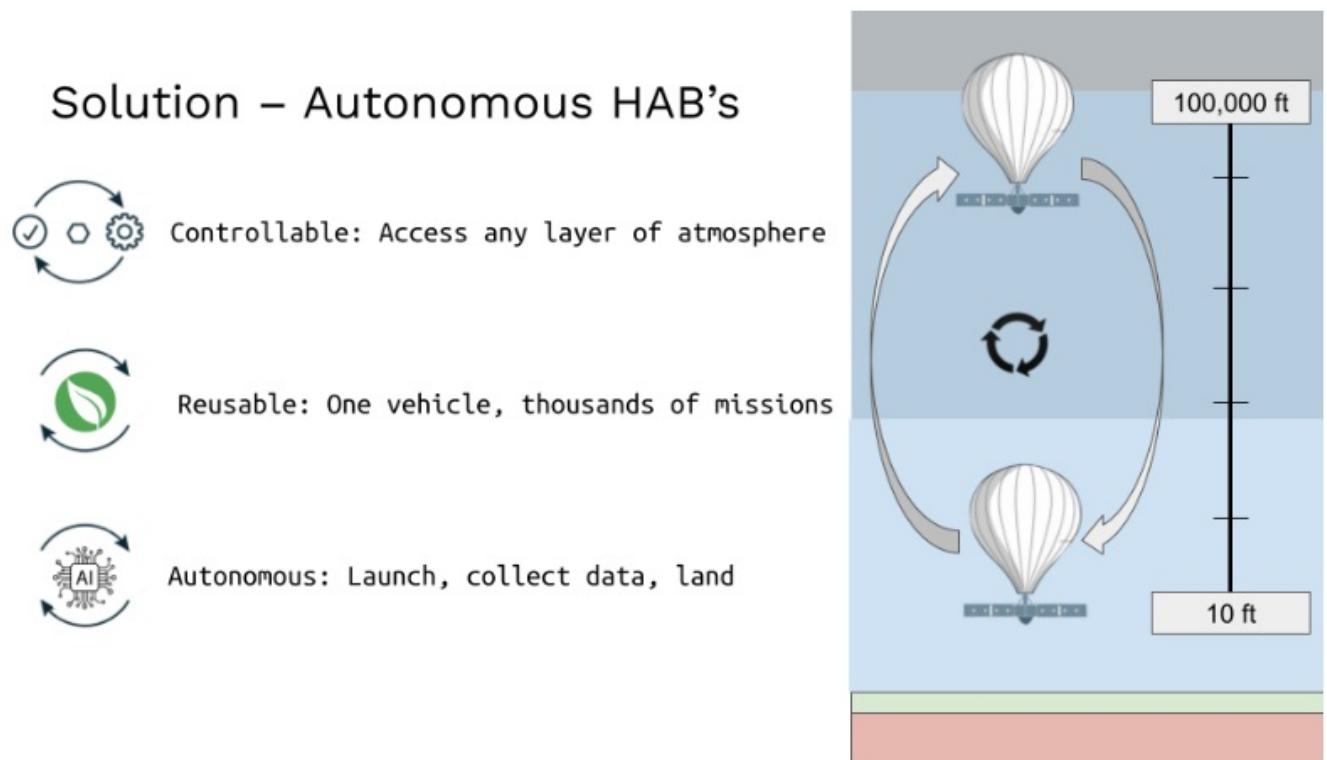 Solution – Autonomous HAB's
Controllable: Access any layer of atmosphere
Reusable: One vehicle, thousands of missions
AI
Autonomous: Launch, collect data, land
100,000 ft
10 ft